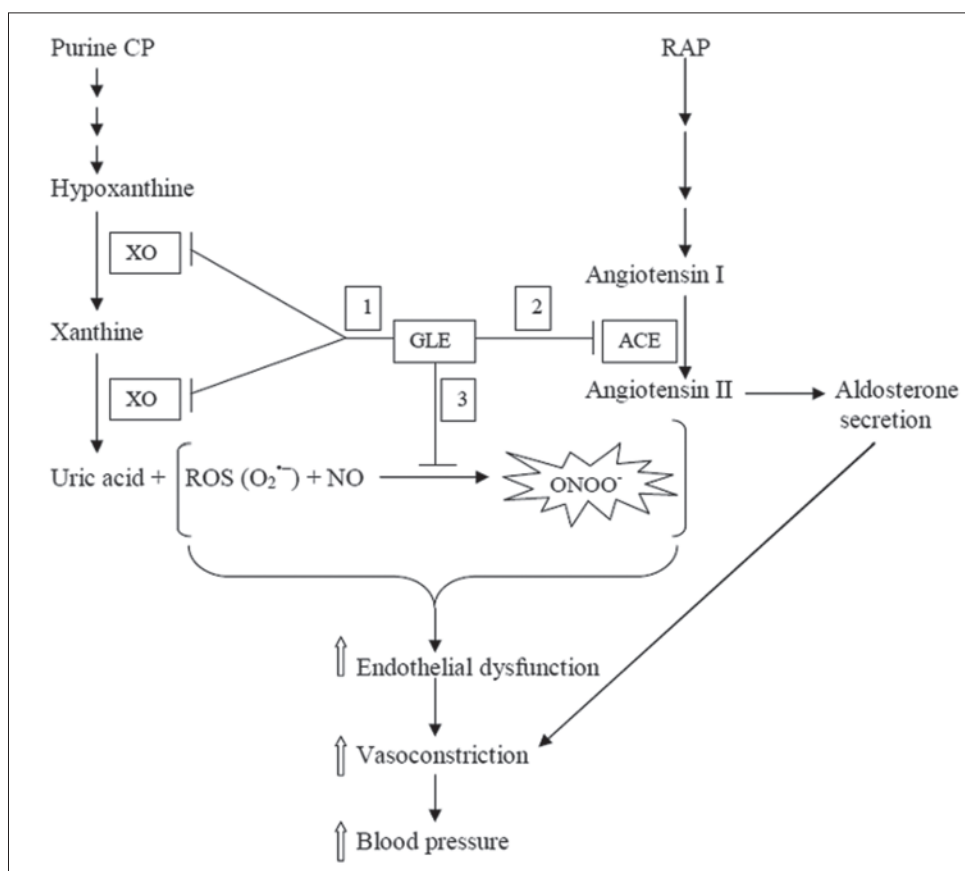 Purine CP
RAP
Hypoxanthine
XO
Angiotensin I
1
2
Xanthine
GLE
ACE
XO
3
Angiotensin II
Aldosterone
secretion
Uric acid + ROS (O₂•−) + NO
ONOO⁻
Endothelial dysfunction
Vasoconstriction
Blood pressure